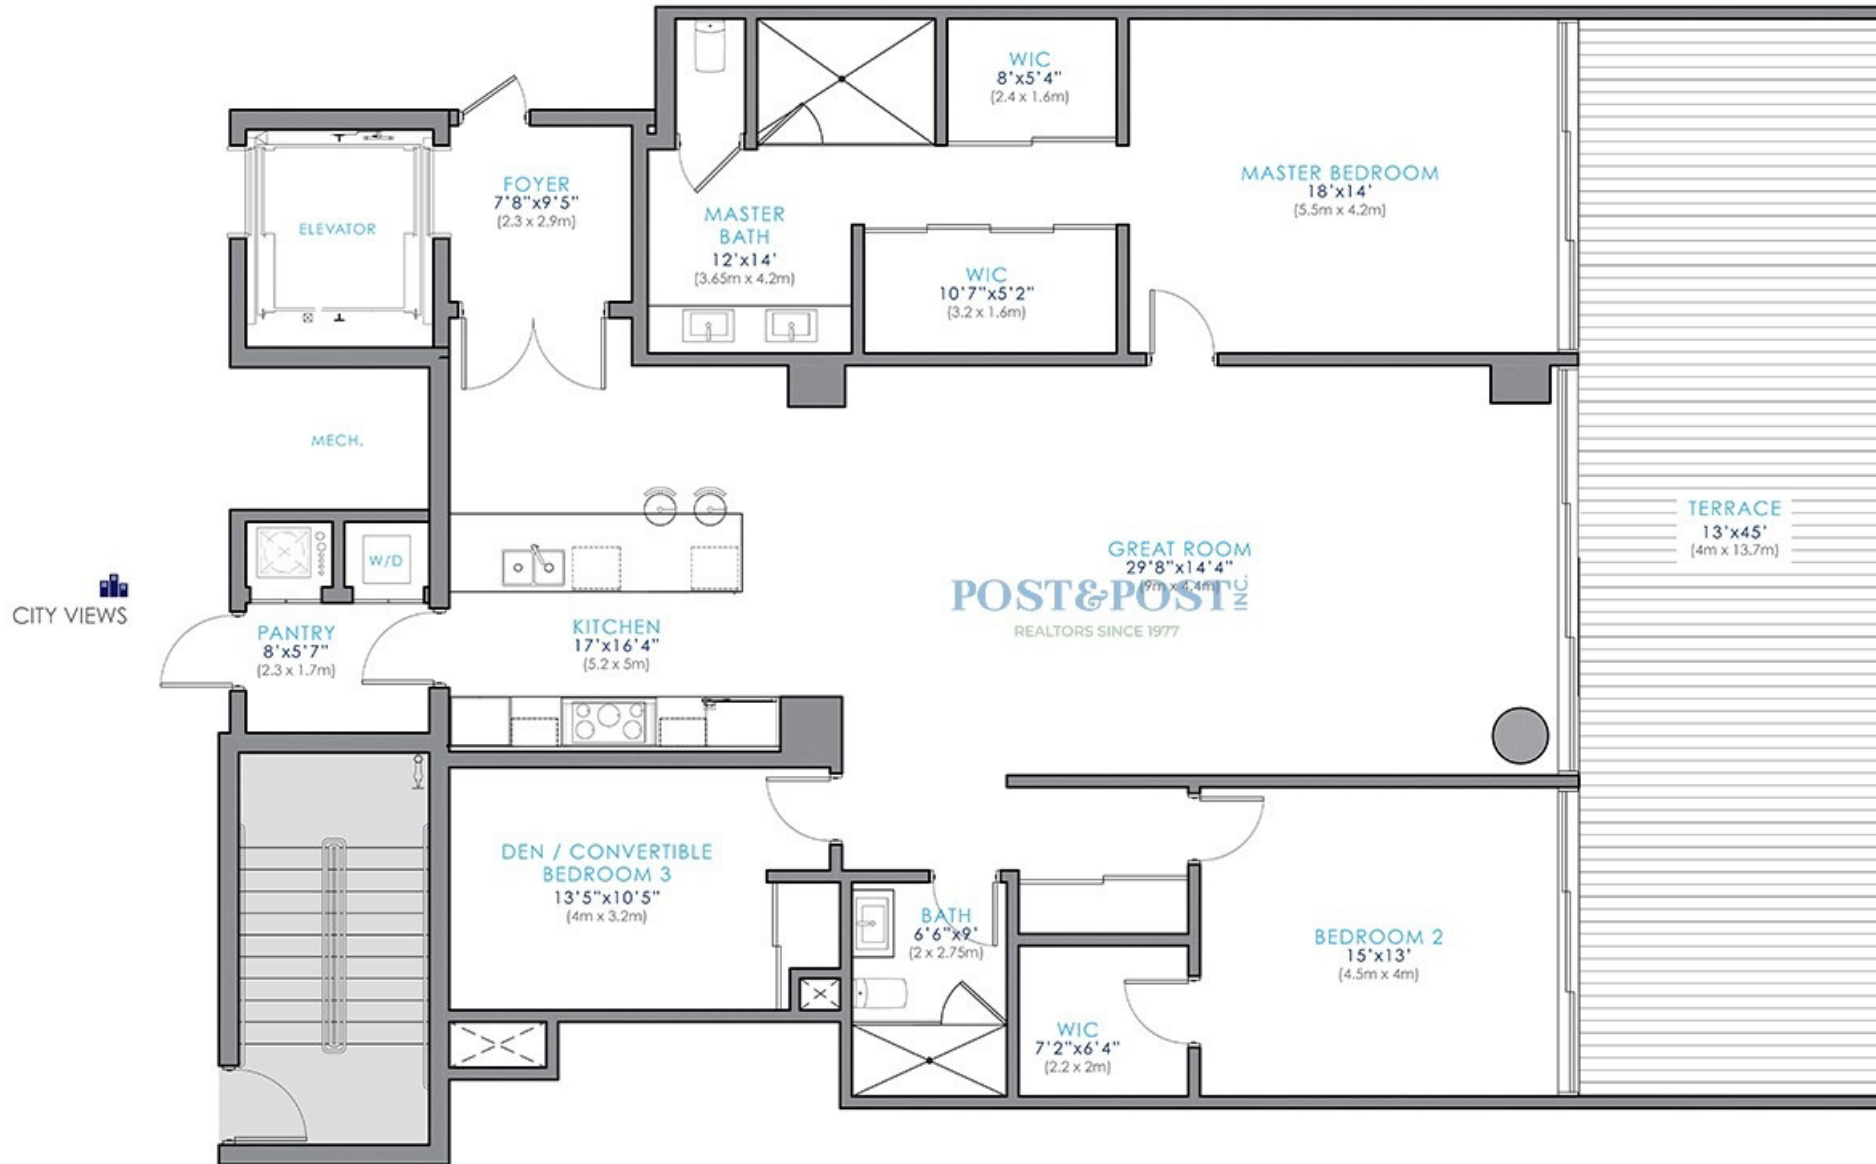 WIC
8'x5'4"
(2.4 x 1.6m)
MASTER BEDROOM
18'x14'
(5.5m x 4.2m)
FOYER
7'8"x9'5"
(2.3 x 2.9m)
ELEVATOR
MASTER
BATH
12'x14'
(3.65m x 4.2m)
WIC
10'7"x5'2"
(3.2 x 1.6m)
MECH.
TERRACE
13'x45'
(4m x 13.7m)
GREAT ROOM
29'8"x14'4"
(9m x 4.4m)
POST&POST INC.
REALTORS SINCE 1977
W/D
CITY VIEWS
PANTRY
8'x5'7"
(2.3 x 1.7m)
KITCHEN
17'x16'4"
(5.2 x 5m)
DEN / CONVERTIBLE
BEDROOM 3
13'5"x10'5"
(4m x 3.2m)
BATH
6'6"x9'
(2 x 2.75m)
BEDROOM 2
15'x13'
(4.5m x 4m)
WIC
7'2"x6'4"
(2.2 x 2m)